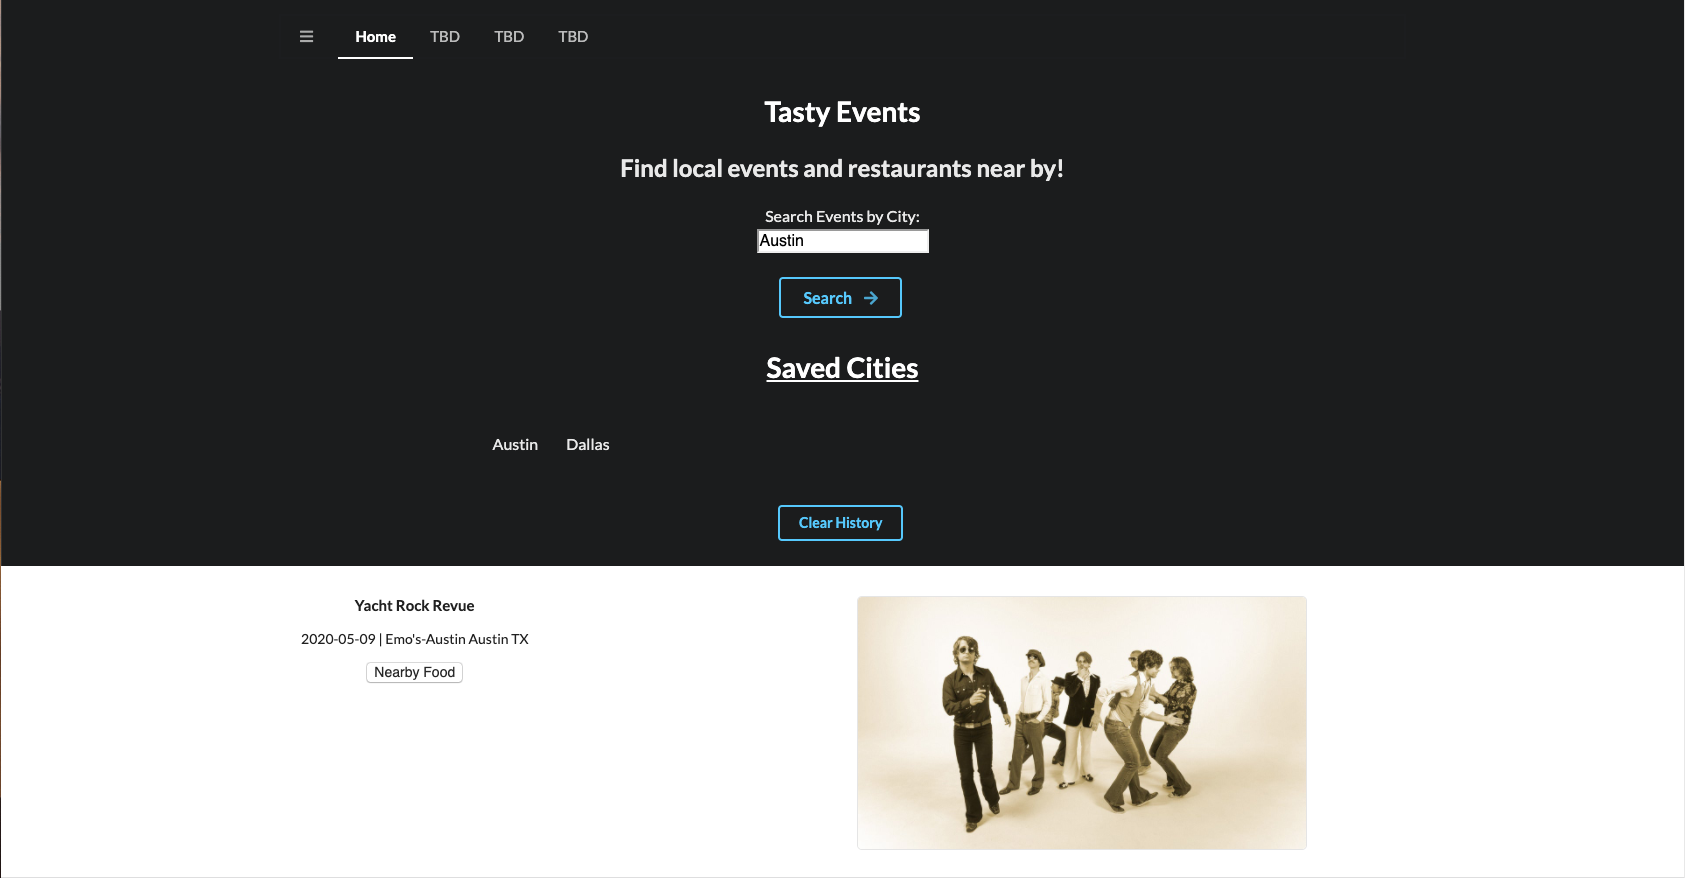 Home TBD TBD TBD
Tasty Events
Find local events and restaurants near by!
Search Events by City:
Austin
Search
Saved Cities
Austin Dallas
Clear History
Yacht Rock Revue
2020-05-09 | Emo's-Austin Austin TX
Nearby Food